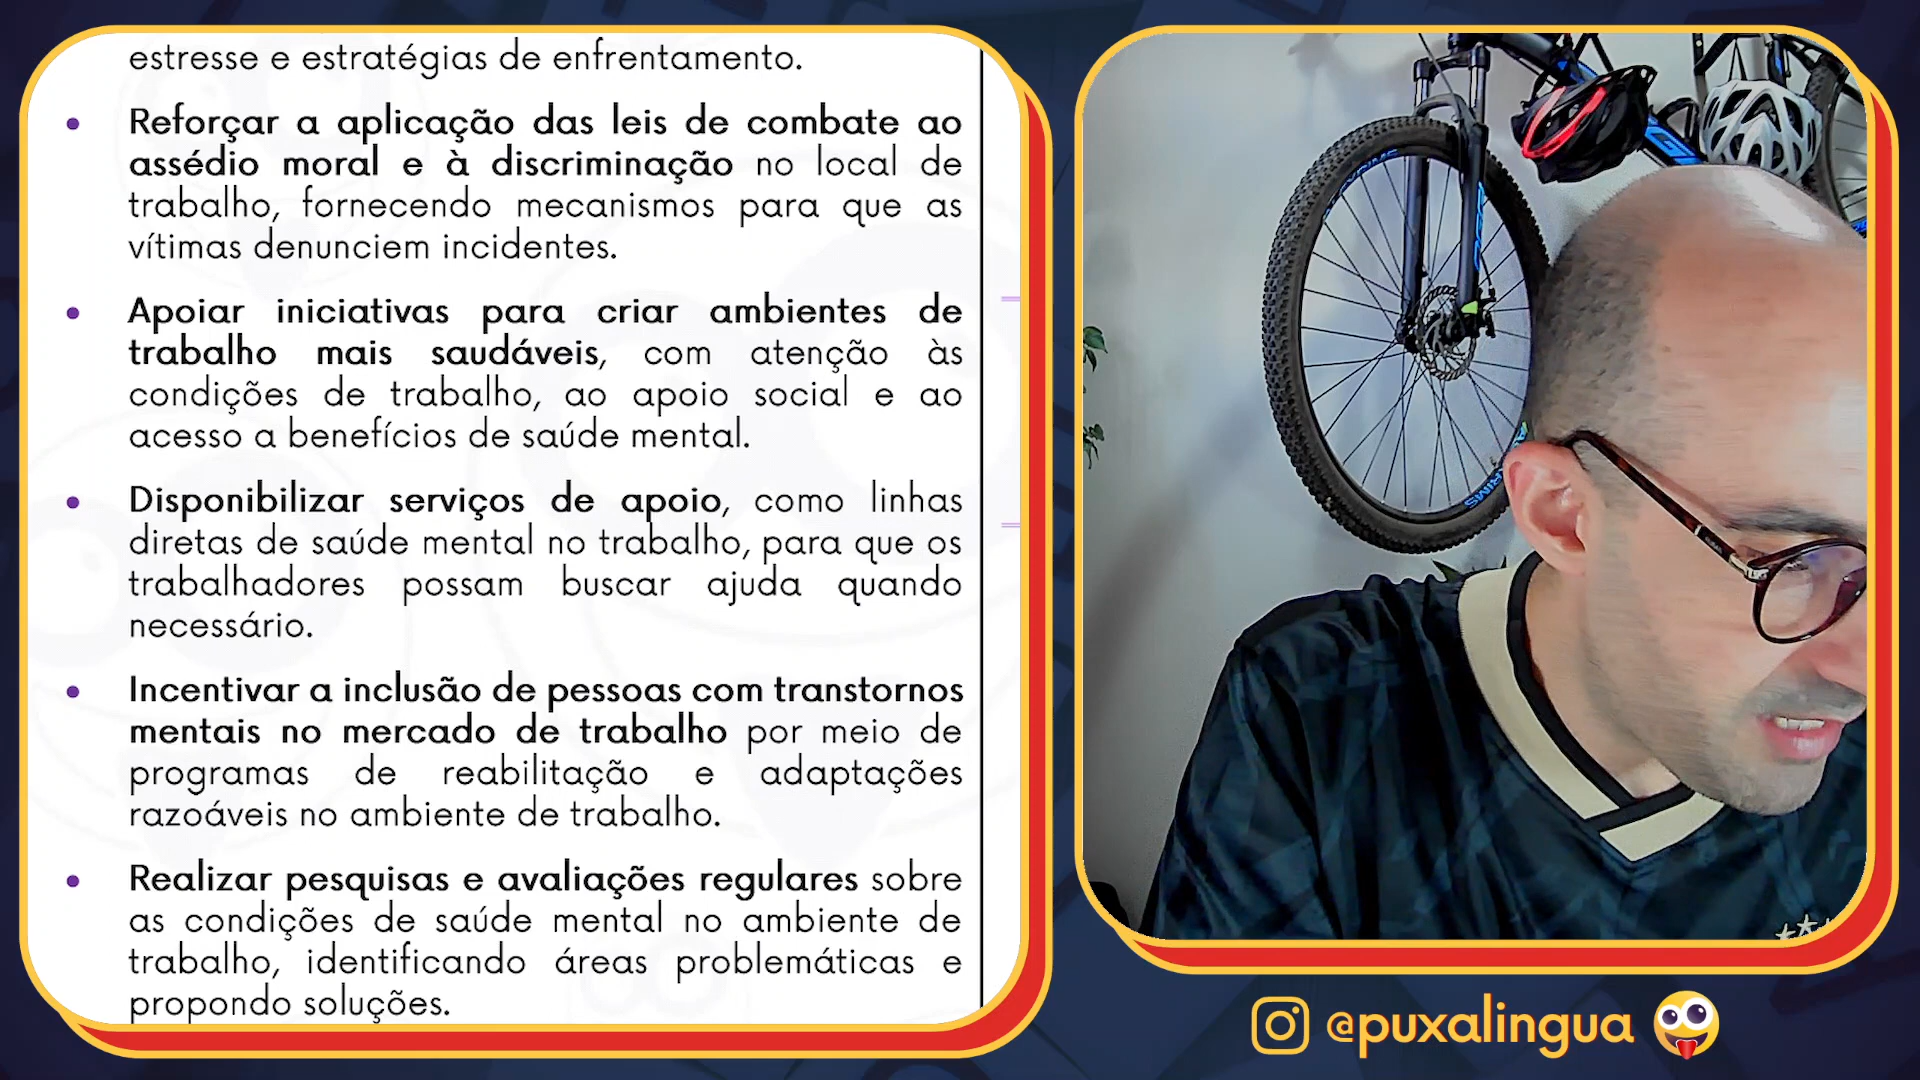 estresse e estratégias de enfrentamento.
• Reforçar a aplicação das leis de combate ao
assédio moral e à discriminação no local de
trabalho, fornecendo mecanismos para que as
vítimas denunciem incidentes.
• Apoiar iniciativas para criar ambientes de
trabalho mais saudáveis, com atenção às
condições de trabalho, ao apoio social e ao
acesso a benefícios de saúde mental.
• Disponibilizar serviços de apoio, como linhas
diretas de saúde mental no trabalho, para que os
trabalhadores possam buscar ajuda quando
necessário.
• Incentivar a inclusão de pessoas com transtornos
mentais no mercado de trabalho por meio de
programas de reabilitação e adaptações
razoáveis no ambiente de trabalho.
• Realizar pesquisas e avaliações regulares sobre
as condições de saúde mental no ambiente de
trabalho, identificando áreas problemáticas e
propondo soluções.
@puxalingua